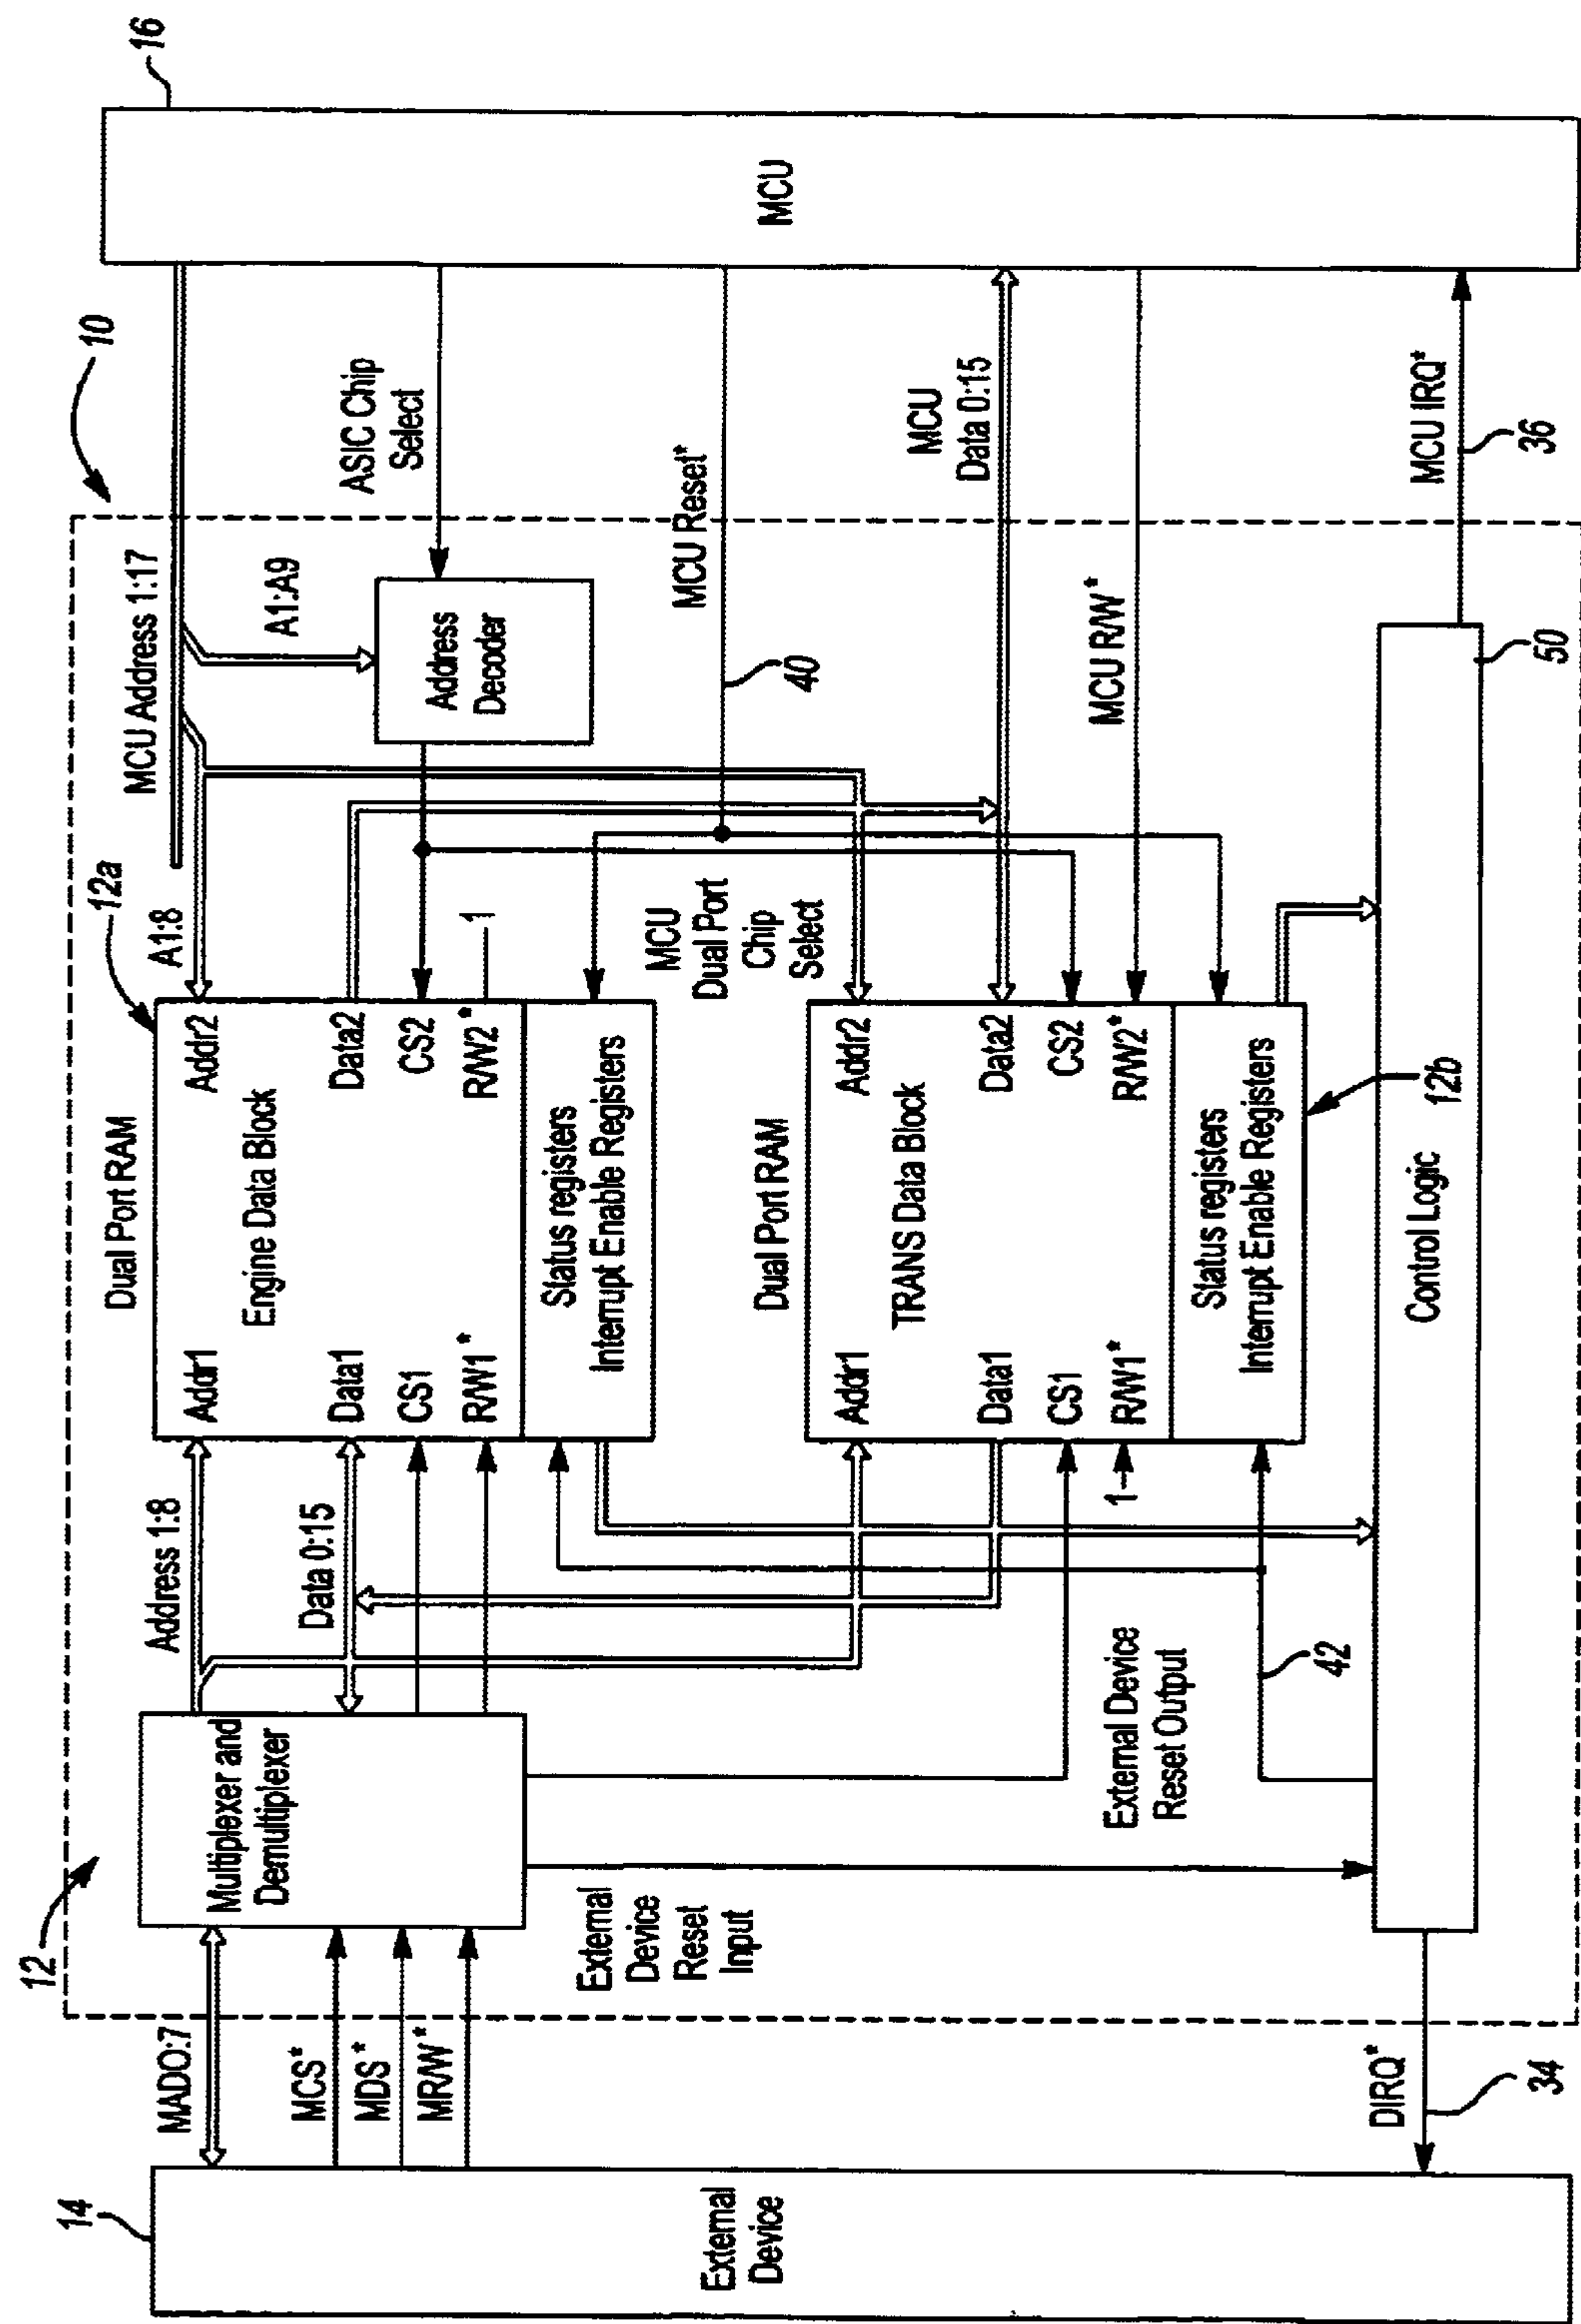 16
MCU
10
ASIC Chip
Select
MCU Reset*
MCU
Data 0:15
MCU IRQ*
36
MCU Address 1:17
A1:A9
Address
Decoder
40
MCU R/W*
50
12a
A1:8
1
MCU
Dual Port
Chip
Select
Dual Port RAM
Addr2
Data2
CS2
R/W2*
Engine Data Block
Addr1
Data1
CS1
R/W1*
Status registers
Interrupt Enable Registers
Dual Port RAM
Addr2
Data2
CS2
R/W2*
TRANS Data Block
Addr1
Data1
CS1
R/W1*
Status registers
Interrupt Enable Registers
12b
Control Logic
1
Address 1:8
Data 0:15
External Device
Reset Output
42
Multiplexer and
Demultiplexer
External
Device
Reset
Input
12
MADO:7
MCS*
MDS*
MR/W*
DIRQ*
34
14
External
Device